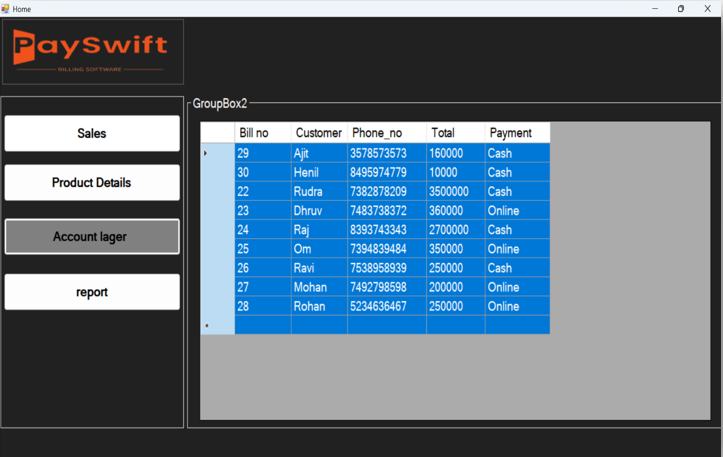 Home
PaySwift
BILLING SOFTWARE
Sales
Product Details
Account lager
report
GroupBox2
Bill no Customer Phone_no Total Payment
29 Ajit 3578573573 160000 Cash
30 Henil 8495974779 10000 Cash
22 Rudra 7382878209 3500000 Cash
23 Dhruv 7483738372 360000 Online
24 Raj 8393743343 2700000 Cash
25 Om 7394839484 350000 Online
26 Ravi 7538958939 250000 Cash
27 Mohan 7492798598 200000 Online
28 Rohan 5234636467 250000 Online